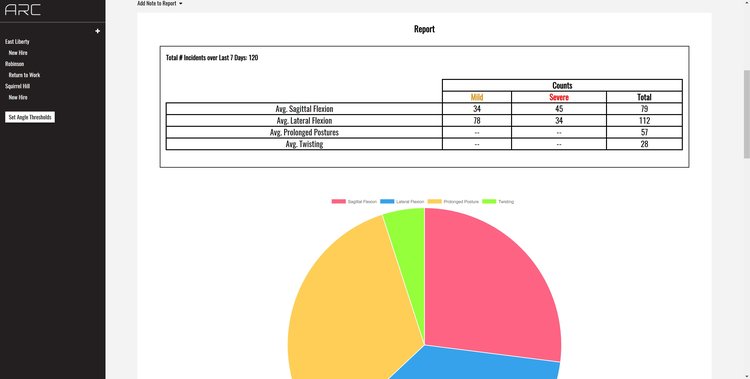 ARC
+
East Liberty
New Hire
Robinson
Return to Work
Squirrel Hill
New Hire
Set Angle Thresholds
Add Note to Report
Report
Total # Incidents over Last 7 Days: 120
Counts
Mild Severe Total
Avg. Sagittal Flexion 34 45 79
Avg. Lateral Flexion 78 34 112
Avg. Prolonged Postures -- -- 57
Avg. Twisting -- -- 28
Sagittal Flexion Lateral Flexion Prolonged Posture Twisting